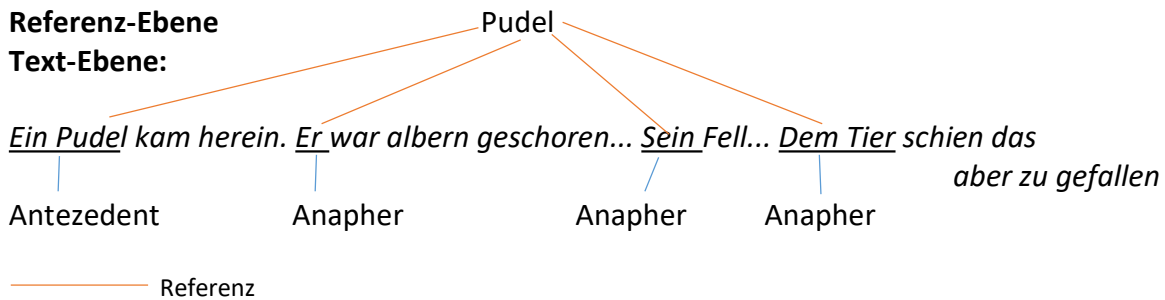 Referenz-Ebene Pudel
Text-Ebene:
Ein Pudel kam herein. Er war albern geschoren... Sein Fell... Dem Tier schien das
aber zu gefallen
Antezedent Anapher Anapher Anapher
Referenz